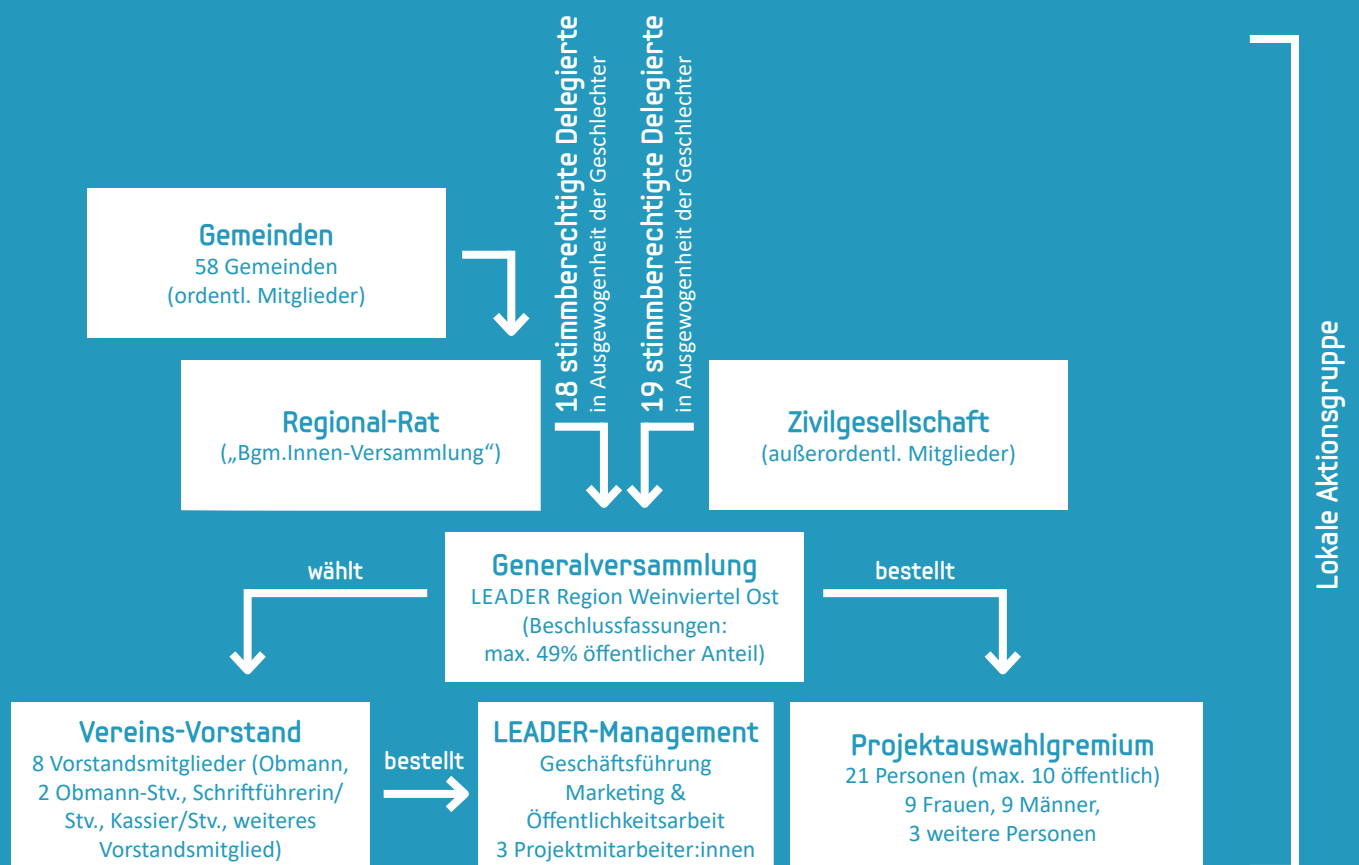 18 stimmberechtigte Delegierte
in Ausgewogenheit der Geschlechter
19 stimmberechtigte Delegierte
in Ausgewogenheit der Geschlechter
Gemeinden
58 Gemeinden
(ordentl. Mitglieder)
Regional-Rat
(„Bgm.Innen-Versammlung“)
Zivilgesellschaft
(außerordentl. Mitglieder)
Lokale Aktionsgruppe
wählt
Generalversammlung
LEADER Region Weinviertel Ost
(Beschlussfassungen:
max. 49% öffentlicher Anteil)
bestellt
Vereins-Vorstand
8 Vorstandsmitglieder (Obmann,
2 Obmann-Stv., Schriftführerin/
Stv., Kassier/Stv., weiteres
Vorstandsmitglied)
bestellt
LEADER-Management
Geschäftsführung
Marketing &
Öffentlichkeitsarbeit
3 Projektmitarbeiter:innen
Projektauswahlgremium
21 Personen (max. 10 öffentlich)
9 Frauen, 9 Männer,
3 weitere Personen